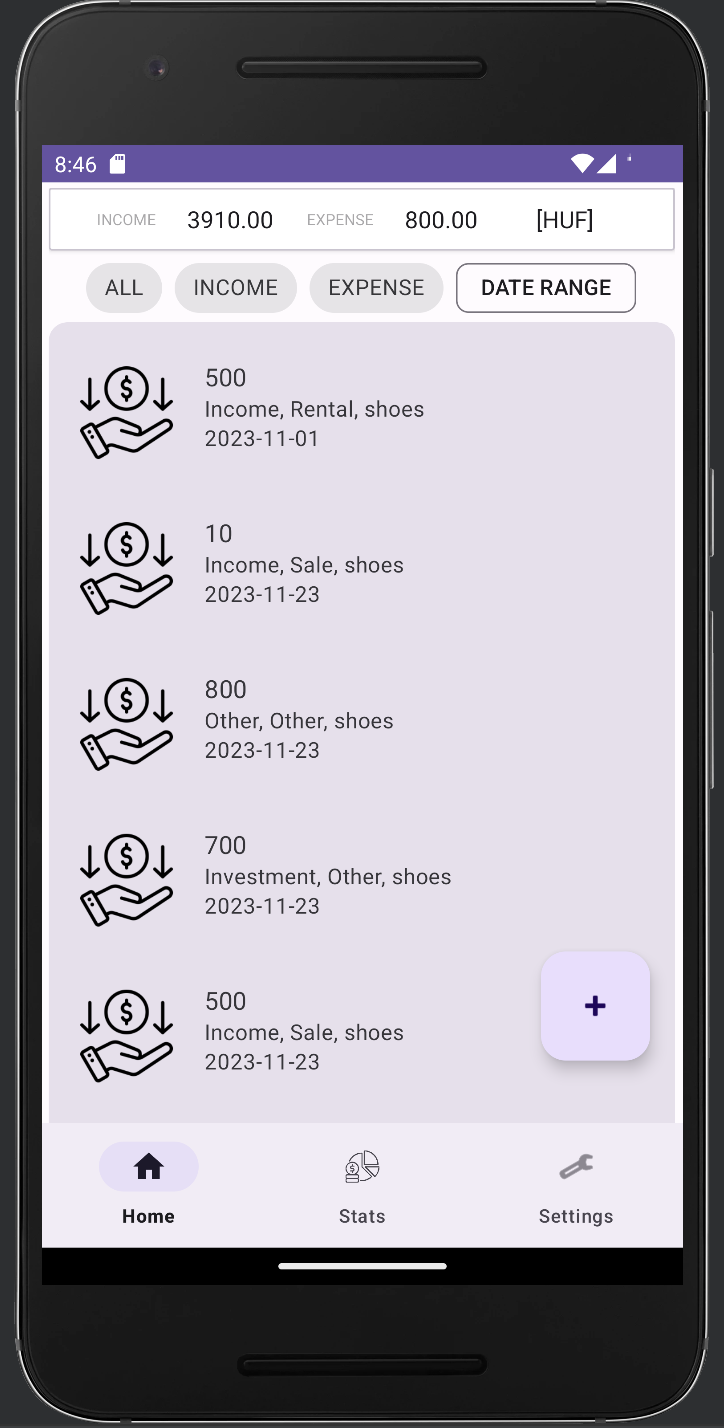 8:46
INCOME 3910.00 EXPENSE 800.00 [HUF]
ALL INCOME EXPENSE DATE RANGE
500
Income, Rental, shoes
2023-11-01
10
Income, Sale, shoes
2023-11-23
800
Other, Other, shoes
2023-11-23
700
Investment, Other, shoes
2023-11-23
500
Income, Sale, shoes
2023-11-23
+
Home Stats Settings